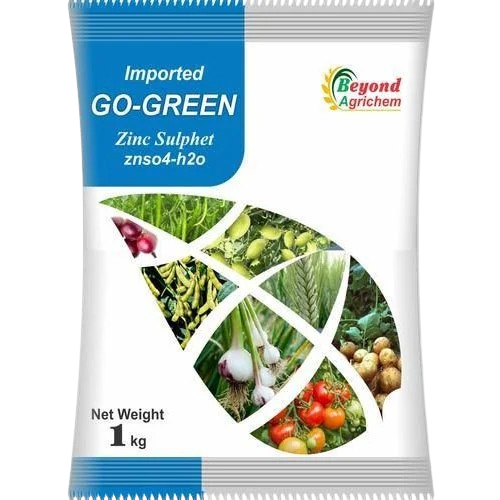 Imported
GO-GREEN
Zinc Sulphet
znso4-h2o
Beyond
Agrichem
Net Weight
1 kg